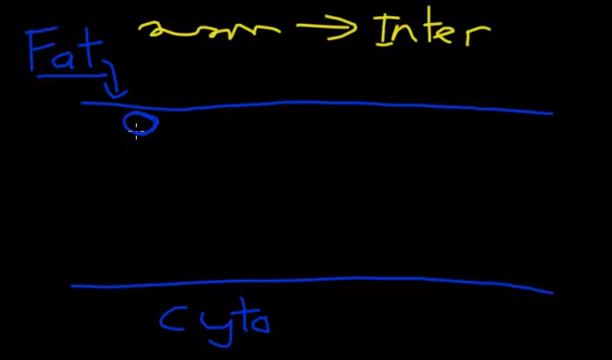 → Inter
Fat
Cyto